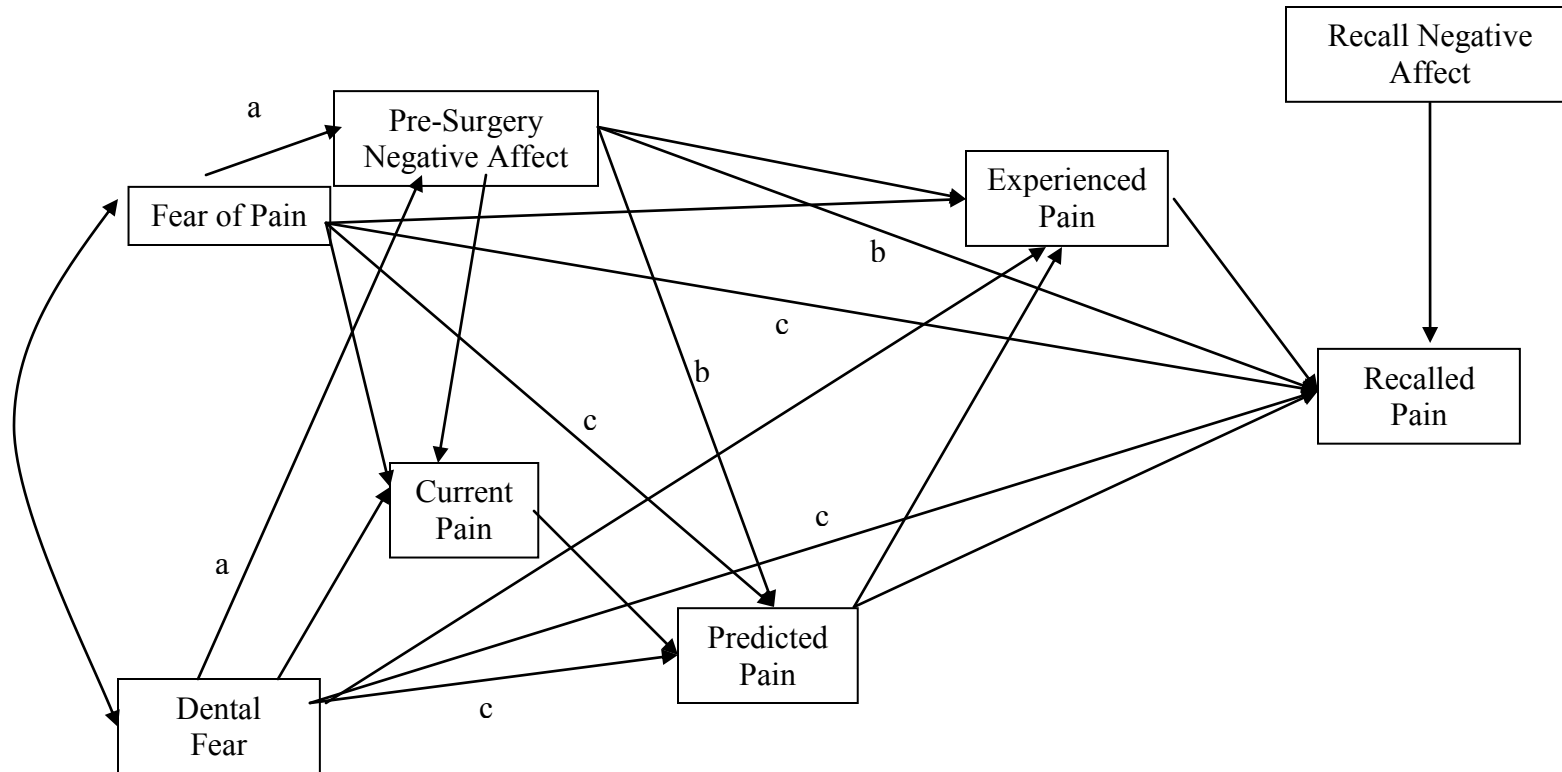 Recall Negative
Affect
a
Pre-Surgery
Negative Affect
Experienced
Pain
Fear of Pain
b
c
Recalled
Pain
b
c
Current
Pain
c
a
Predicted
Pain
c
Dental
Fear